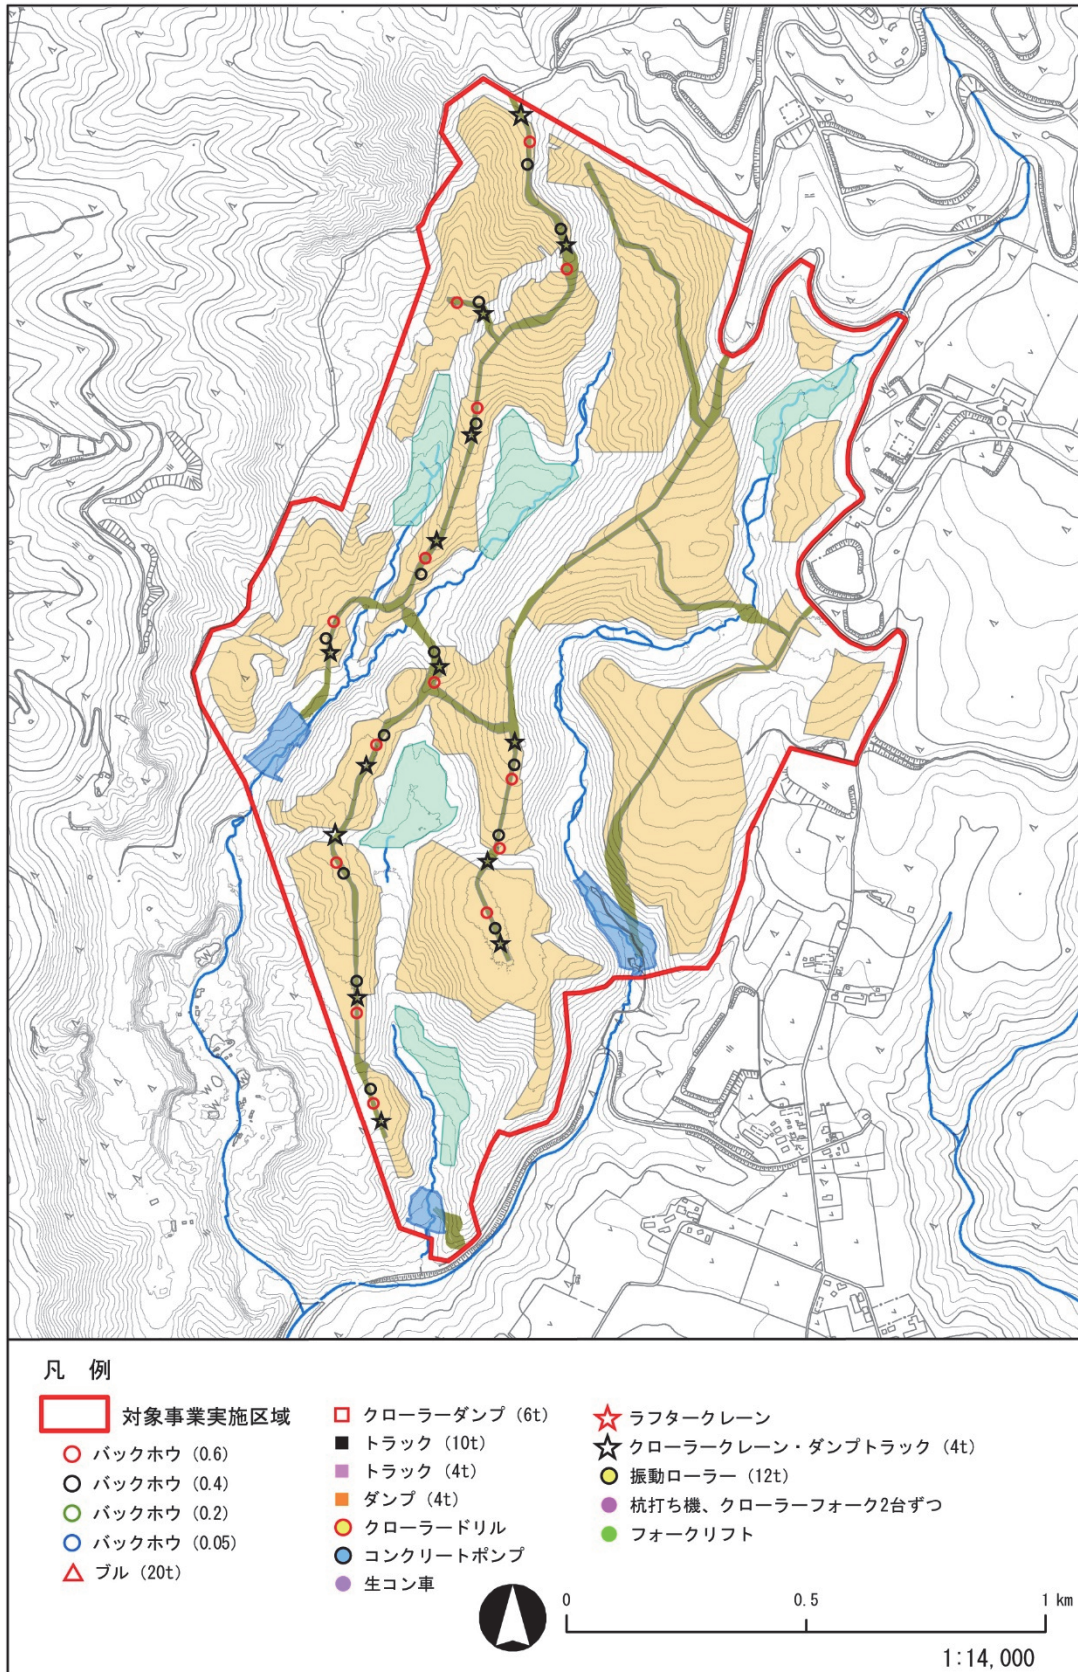 凡 例
対象事業実施区域
バックホウ (0.6)
バックホウ (0.4)
バックホウ (0.2)
バックホウ (0.05)
ブル (20t)
クローラーダンプ (6t)
トラック (10t)
トラック (4t)
ダンプ (4t)
クローラードリル
コンクリートポンプ
生コン車
ラフタークレーン
クローラークレーン・ダンプトラック (4t)
振動ローラー (12t)
杭打ち機、クローラーフォーク2台ずつ
フォークリフト
0 0.5 1 km
1:14,000